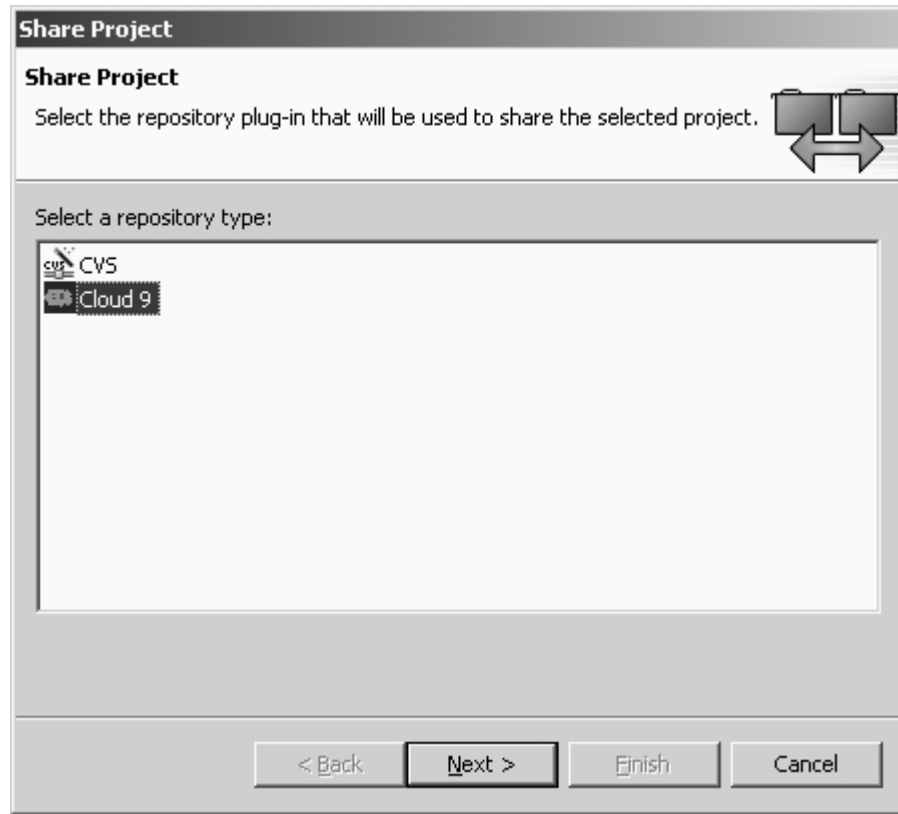 Share Project
Share Project
Select the repository plug-in that will be used to share the selected project.
Select a repository type:
CVS CVS
Cloud 9
< Back Next > Finish Cancel